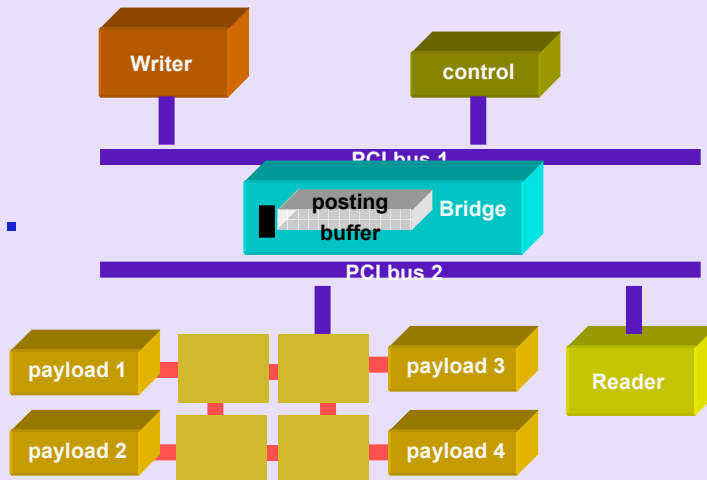 Writer
control
PCI bus 1
posting
buffer
Bridge
PCI bus 2
payload 1
payload 3
Reader
payload 2
payload 4